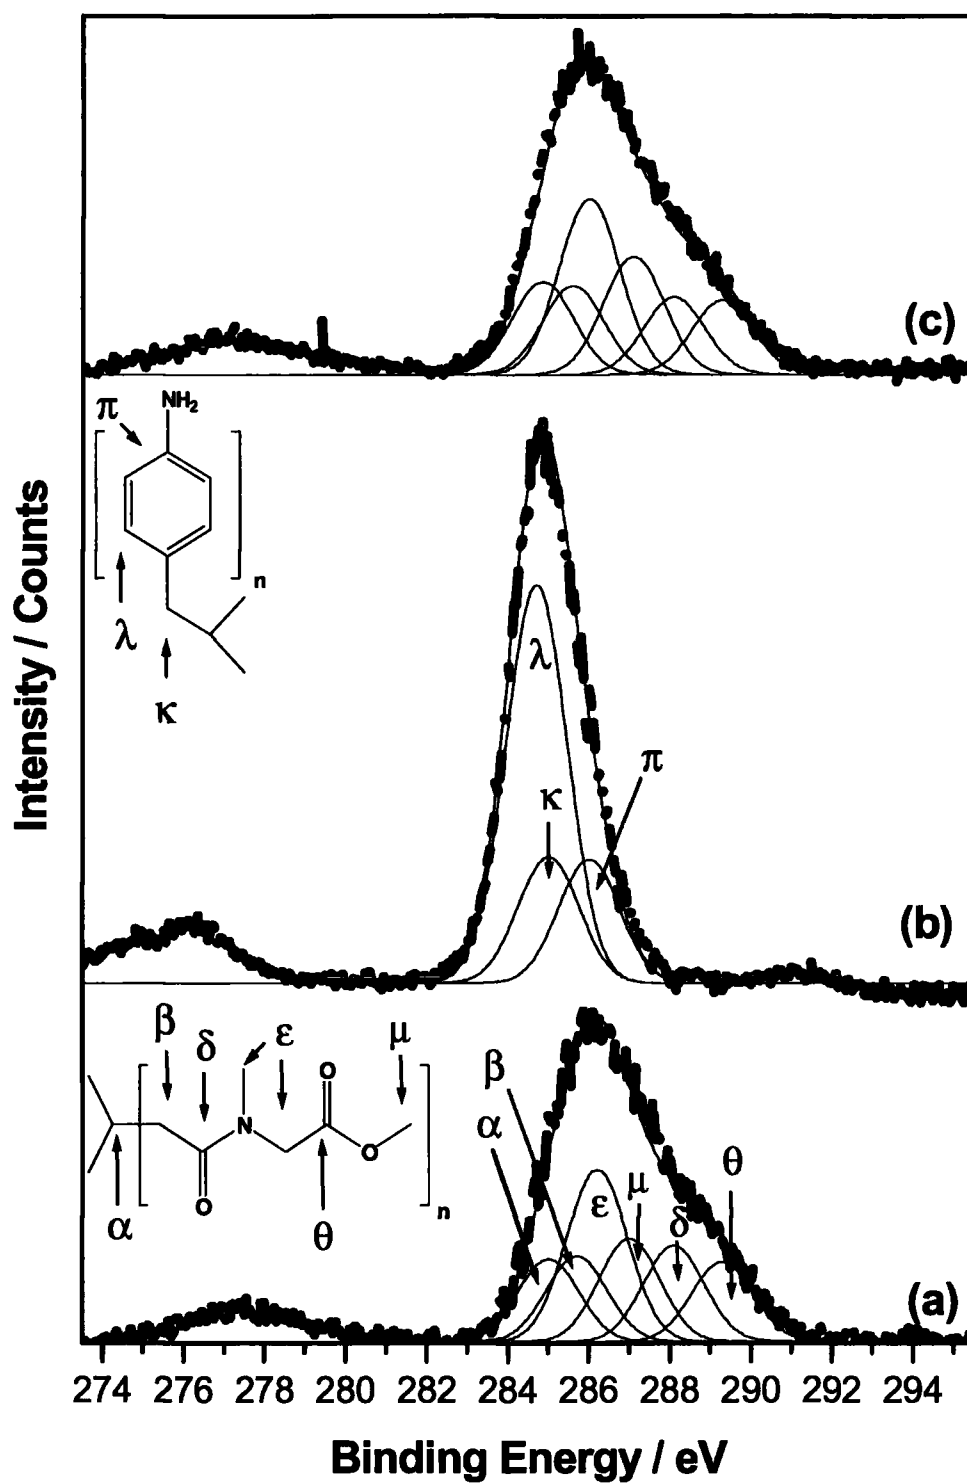 (c)
π
NH2
n
λ
κ
λ
π
κ
(b)
β
δ
ε
μ
N
O
O
O
n
α
θ
β
α
ε
μ
δ
θ
(a)
274 276 278 280 282 284 286 288 290 292 294
Binding Energy / eV
Intensity / Counts